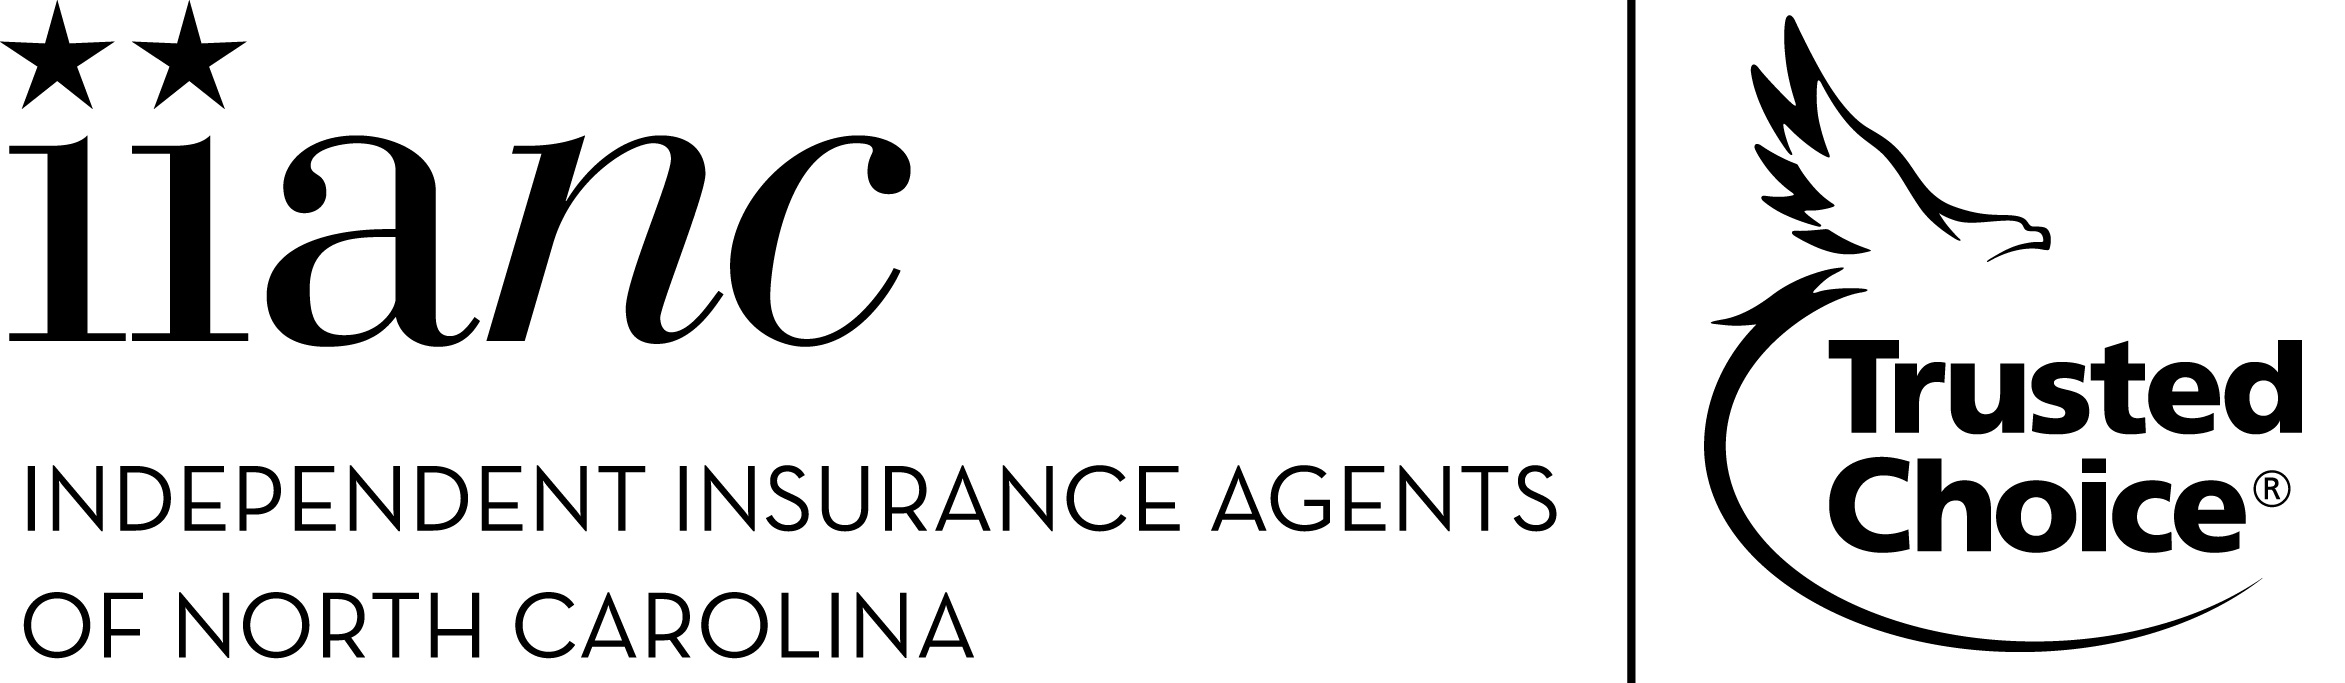 iianc
INDEPENDENT INSURANCE AGENTS
OF NORTH CAROLINA
Trusted
Choice®